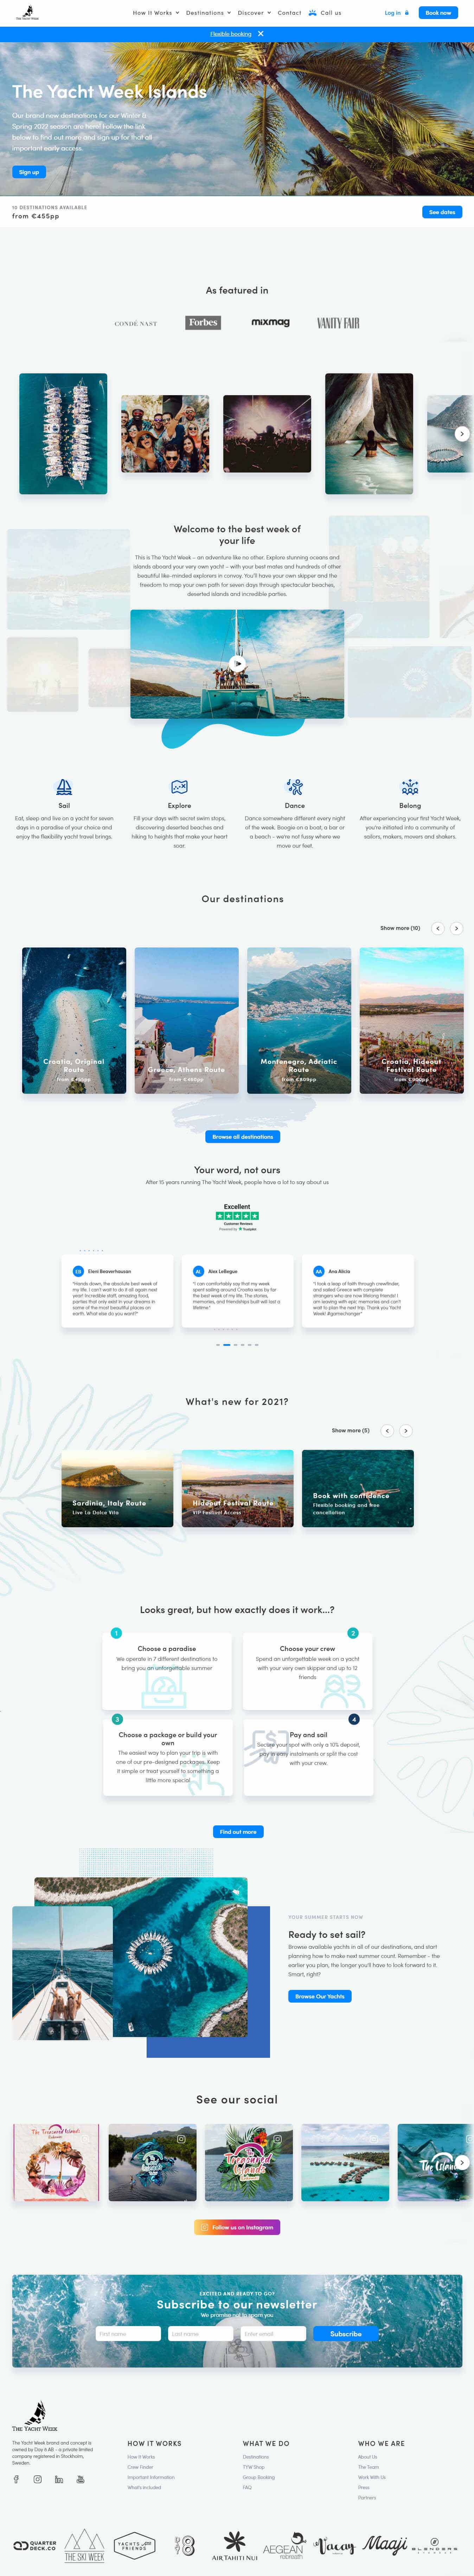 How It Works Destinations Discover Contact Call us Log in Book now
THE YACHT WEEK
Flexible booking
The Yacht Week Islands
Our brand new destinations for our Winter &
Spring 2022 season are here! Follow the link
below to find out more and sign up for that all
important early access.
Sign up
10 DESTINATIONS AVAILABLE
from €455pp
See dates
As featured in
CONDÉ NAST Forbes mixmag VANITY FAIR
Welcome to the best week of
your life
This is The Yacht Week – an adventure like no other. Explore stunning oceans and
islands aboard your very own yacht – with your best mates and hundreds of other
beautiful like-minded explorers in convoy. You'll have your own skipper and the
freedom to map your own path for seven days through spectacular beaches,
deserted islands and incredible parties.
Sail
Eat, sleep and live on a yacht for seven
days in a paradise of your choice and
enjoy the flexibility yacht travel brings.
Explore
Fill your days with secret swim stops,
discovering deserted beaches and
hiking to heights that make your heart
soar.
Dance
Dance somewhere different every night
of the week. Boogie on a boat, a bar or
a beach – we're not fussy where we
move our feet.
Belong
After experiencing your first Yacht Week,
you're initiated into a community of
sailors, makers, movers and shakers.
Our destinations
Show more (10)
Croatia, Original
Route
Greece, Athens Route
from €490pp
Montenegro, Adriatic
Route
Croatia, Hideout
Festival Route
Browse all destinations
Your word, not ours
After 15 years running The Yacht Week, people have a lot to say about us
Excellent
Customer Reviews
Powered by Trustpilot
EB Eleni Beaverhausan
"Hands down, the absolute best week of
my life. I can't wait to do it all again next
year! Incredible staff, amazing food,
parties that only exist in your dreams in
some of the most beautiful places on
earth. What else do you want?"
AL Alex LeBegue
"I can comfortably say that my week
spent sailing around Croatia was by far
the best week of my life. The stories,
memories, and friendships built will last a
lifetime."
AA Ana Alicia
"I took a leap of faith through crewfinder,
and sailed Greece with complete
strangers who are now lifelong friends! I
am leaving with epic memories and can't
wait to plan the next trip. Thank you Yacht
Week! #gamechanger"
What's new for 2021?
Show more (5)
Sardinia, Italy Route
Live La Dolce Vita
Hideout Festival Route
VIP Festival Access
Book with confidence
Flexible booking and free
cancellation
Looks great, but how exactly does it work...?
1
Choose a paradise
We operate in 7 different destinations to
bring you an unforgettable summer
2
Choose your crew
Spend an unforgettable week on a yacht
with your very own skipper and up to 12
friends
3
Choose a package or build your
own
The easiest way to plan your trip is with
one of our pre-designed packages. Keep
it simple or treat yourself to something a
little more special
4
Pay and sail
Secure your spot with only a 10% deposit,
pay in easy instalments or split the cost
with your crew.
Find out more
YOUR SUMMER STARTS NOW
Ready to set sail?
Browse available yachts in all of our destinations, and start
planning how to make next summer count. Remember - the
earlier you plan, the longer you'll have to look forward to it.
Smart, right?
Browse Our Yachts
See our social
The Treasured Islands
Treasured
Islands
Follow us on Instagram
EXCITED AND READY TO GO?
Subscribe to our newsletter
We promise not to spam you
First name Last name Enter email Subscribe
THE YACHT WEEK
The Yacht Week brand and concept is
owned by Day 8 AB - a private limited
company registered in Stockholm,
Sweden.
HOW IT WORKS
How It Works
Crew Finder
Important Information
What's Included
WHAT WE DO
Destinations
TYW Shop
Group Booking
FAQ
WHO WE ARE
About Us
The Team
Work With Us
Press
Partners
QUARTER
DECK.CO
THE SKI WEEK
YACHTS
FRIENDS
AIR TAHITI NUI
AEGEAN
rebreath
Vacay
Maaji
BLENDERS